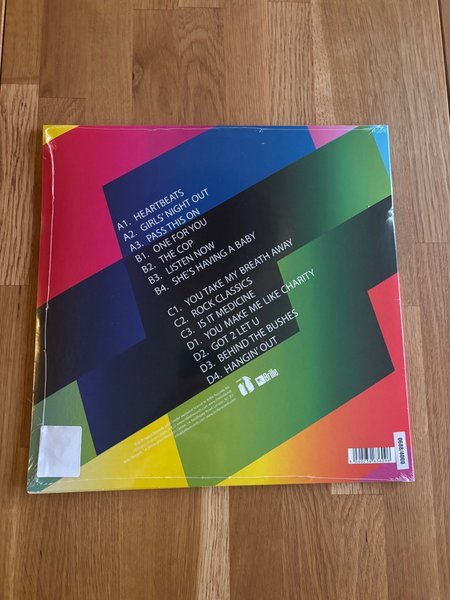 A1. HEARTBEATS
A2. GIRLS' NIGHT OUT
A3. PASS THIS ON
B1. ONE FOR YOU
B2. THE COP
B3. LISTEN NOW
B4. SHE'S HAVING A BABY
C1. YOU TAKE MY BREATH AWAY
C2. ROCK CLASSICS
C3. IS IT MEDICINE
D1. YOU MAKE ME LIKE CHARITY
D2. GOT 2 LET U
D3. BEHIND THE BUSHES
D4. HANGIN' OUT
Brille